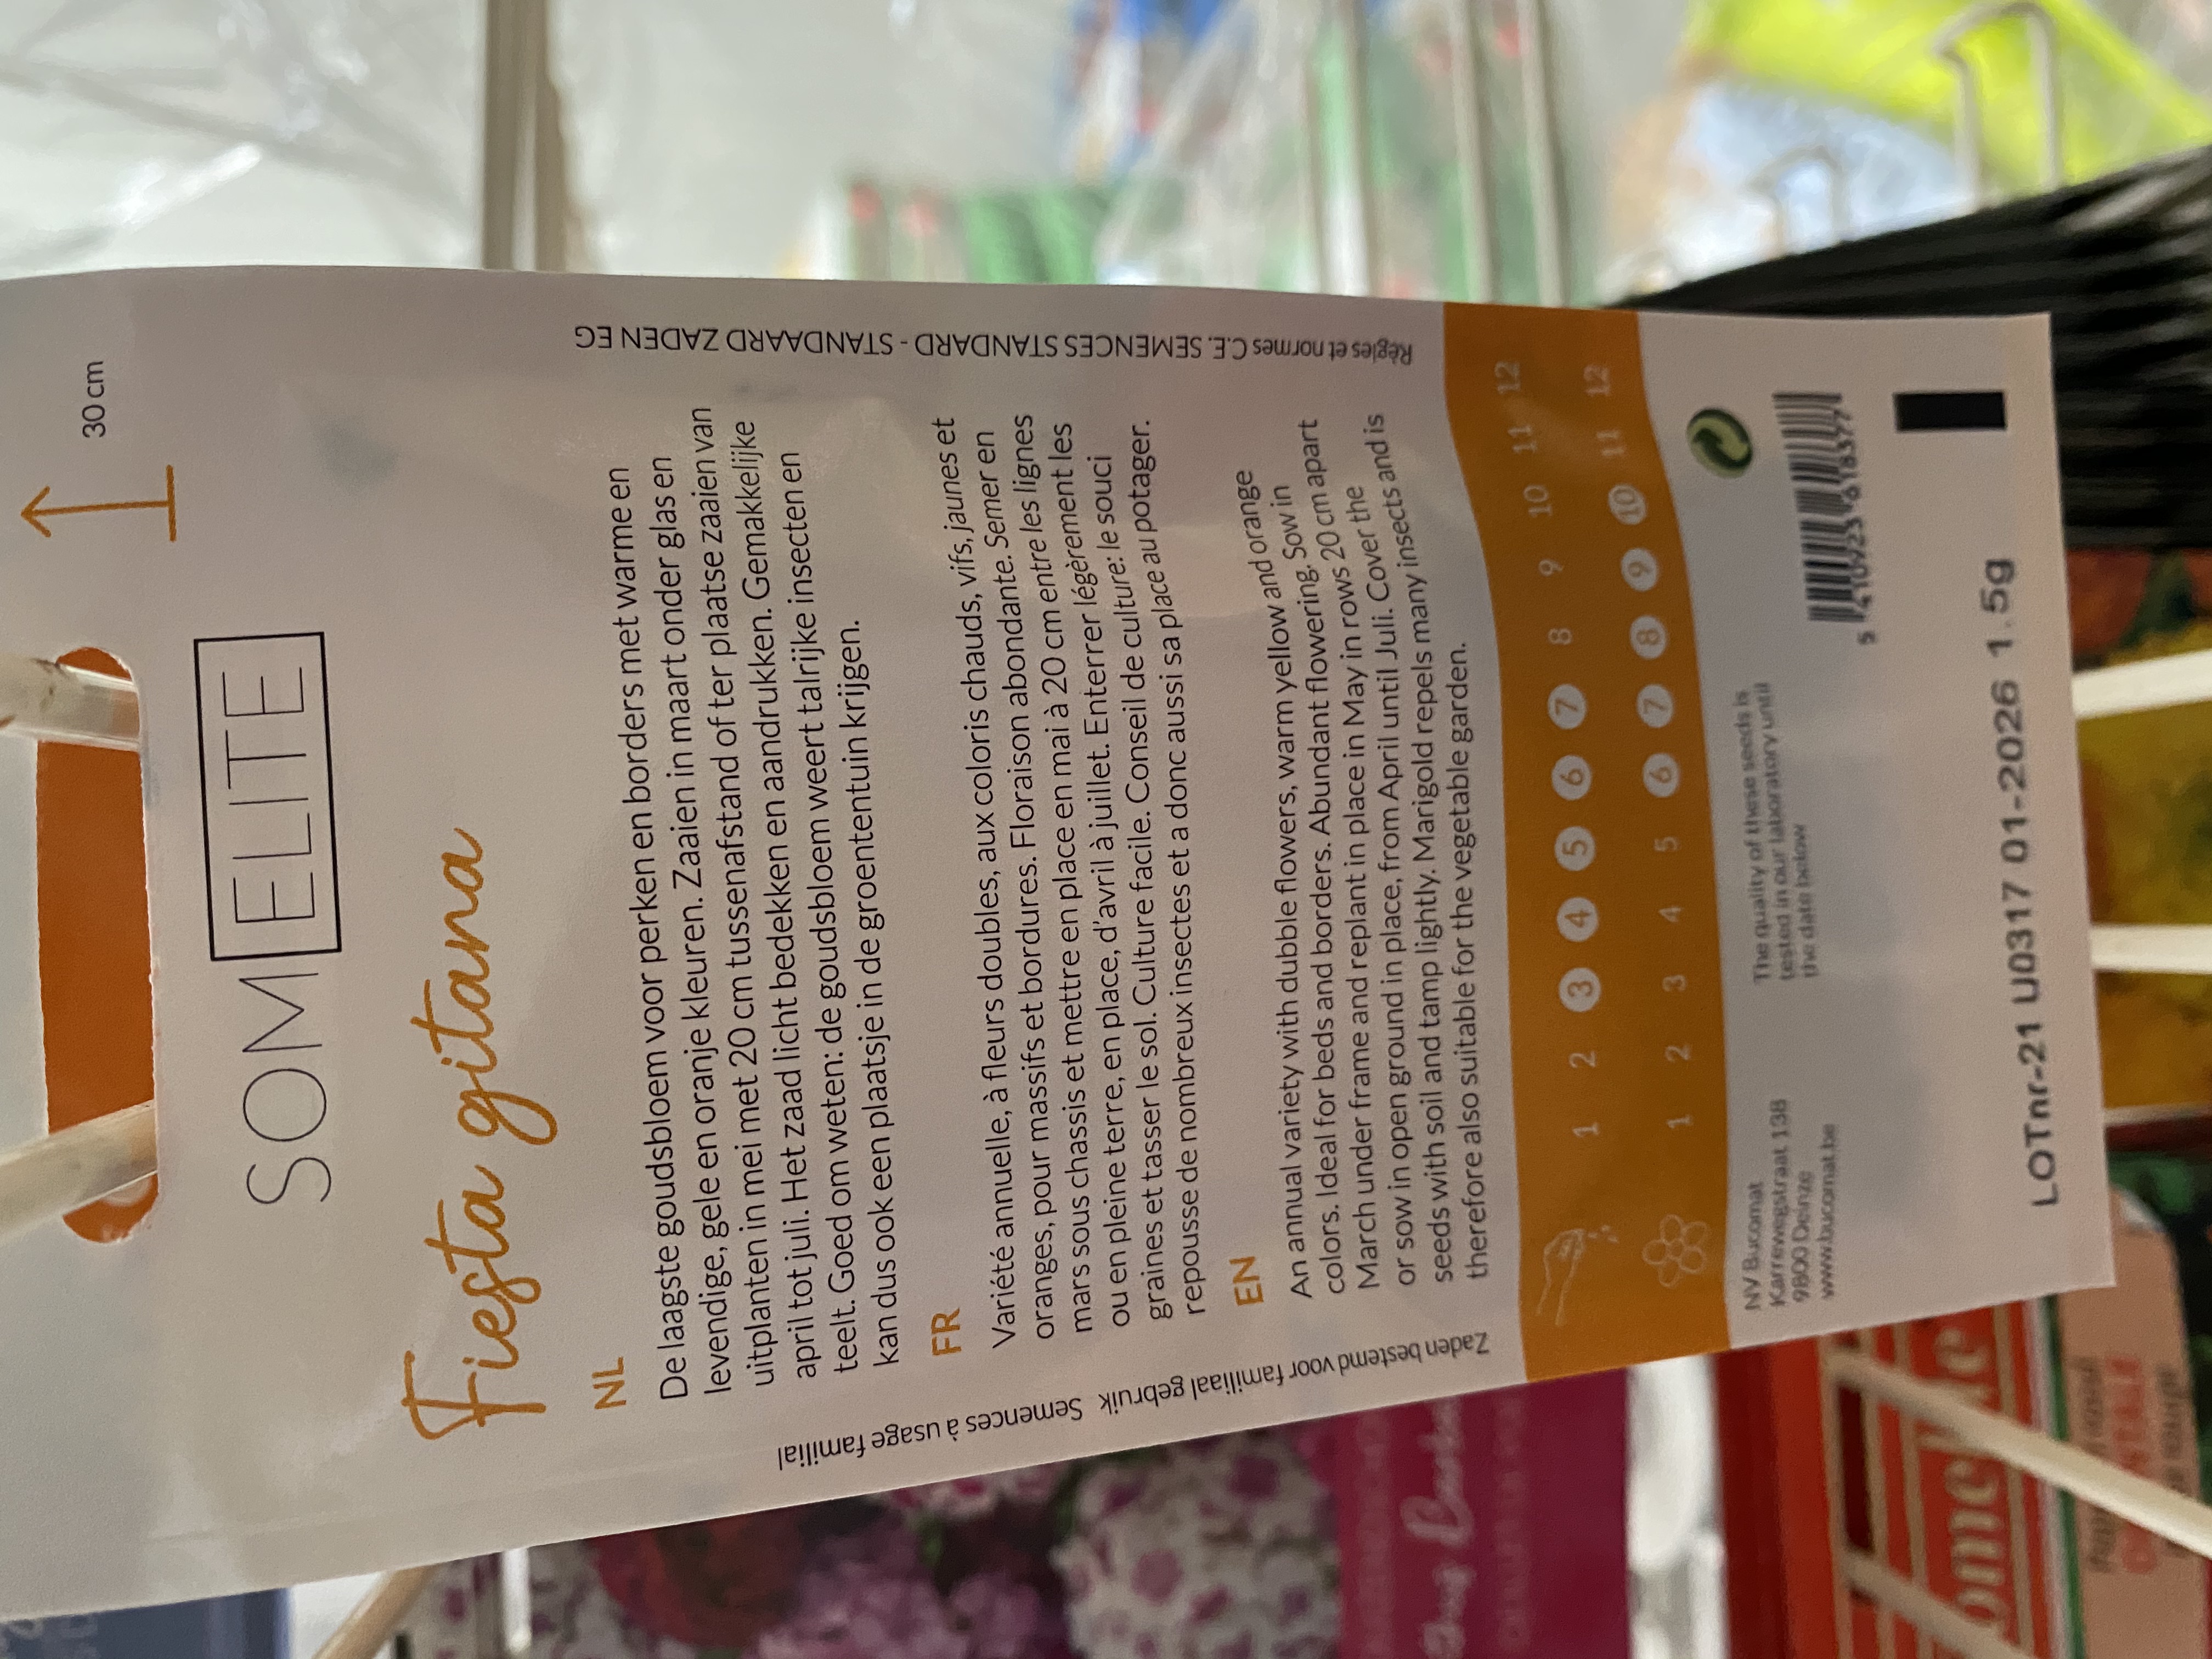 30 cm
SOMELITE
Fiesta gitana
NL
De laagste goudsbloem voor perken en borders met warme en
levendige, gele en oranje kleuren. Zaaien in maart onder glas en
uitplanten in mei met 20 cm tussenafstand of ter plaatse zaaien van
april tot juli. Het zaad licht bedekken en aandrukken. Gemakkelijke
teelt. Goed om weten: de goudsbloem weert talrijke insecten en
kan dus ook een plaatsje in de groententuin krijgen.
FR
Variété annuelle, à fleurs doubles, aux coloris chauds, vifs, jaunes et
oranges, pour massifs et bordures. Floraison abondante. Semer en
mars sous chassis et mettre en place en mai à 20 cm entre les lignes
ou en pleine terre, en place, d'avril à juillet. Enterrer légèrement les
graines et tasser le sol. Culture facile. Conseil de culture: le souci
repousse de nombreux insectes et a donc aussi sa place au potager.
EN
An annual variety with dubble flowers, warm yellow and orange
colors. Ideal for beds and borders. Abundant flowering. Sow in
March under frame and replant in place in May in rows 20 cm apart
or sow in open ground in place, from April until Juli. Cover the
seeds with soil and tamp lightly. Marigold repels many insects and is
therefore also suitable for the vegetable garden.
Semences à usage familial
Zaden bestemd voor familiaal gebruik
Règles et normes C.E. SEMENCES STANDARD - STANDAARD ZADEN EG
1 2 3 4 5 6 7 8 9 10 11 12
1 2 3 4 5 6 7 8 9 10 11 12
NV Bucomat
Karrewegstraat 138
9800 Deinze
www.bucomat.be
The quality of these seeds is
tested in our laboratory until
the date below
5 410923 618377
LOTnr-21 U0317 01-2026 1.5g